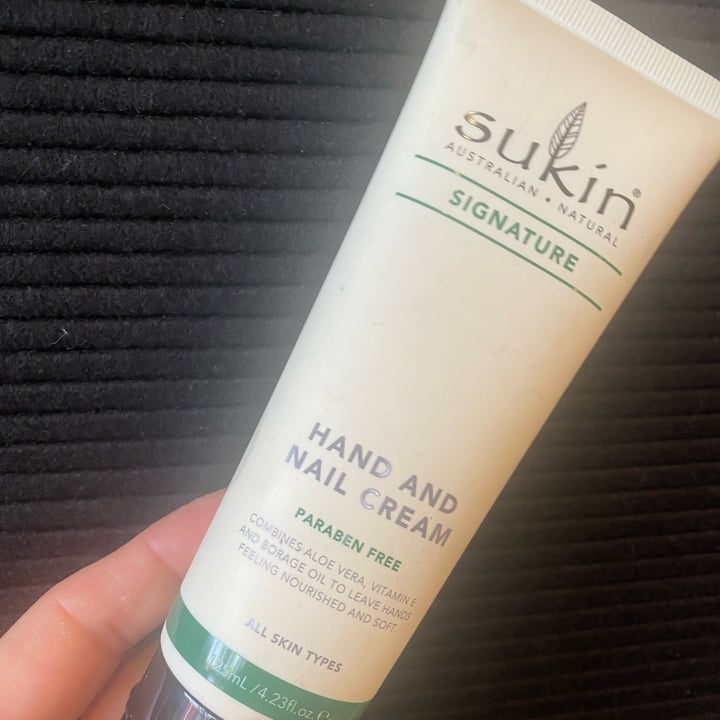 sukin®
AUSTRALIAN • NATURAL
SIGNATURE
HAND AND
NAIL CREAM
PARABEN FREE
COMBINES ALOE VERA, VITAMIN E
AND BORAGE OIL TO LEAVE HANDS
FEELING NOURISHED AND SOFT.
ALL SKIN TYPES
125mL / 4.23fl.oz. ℮